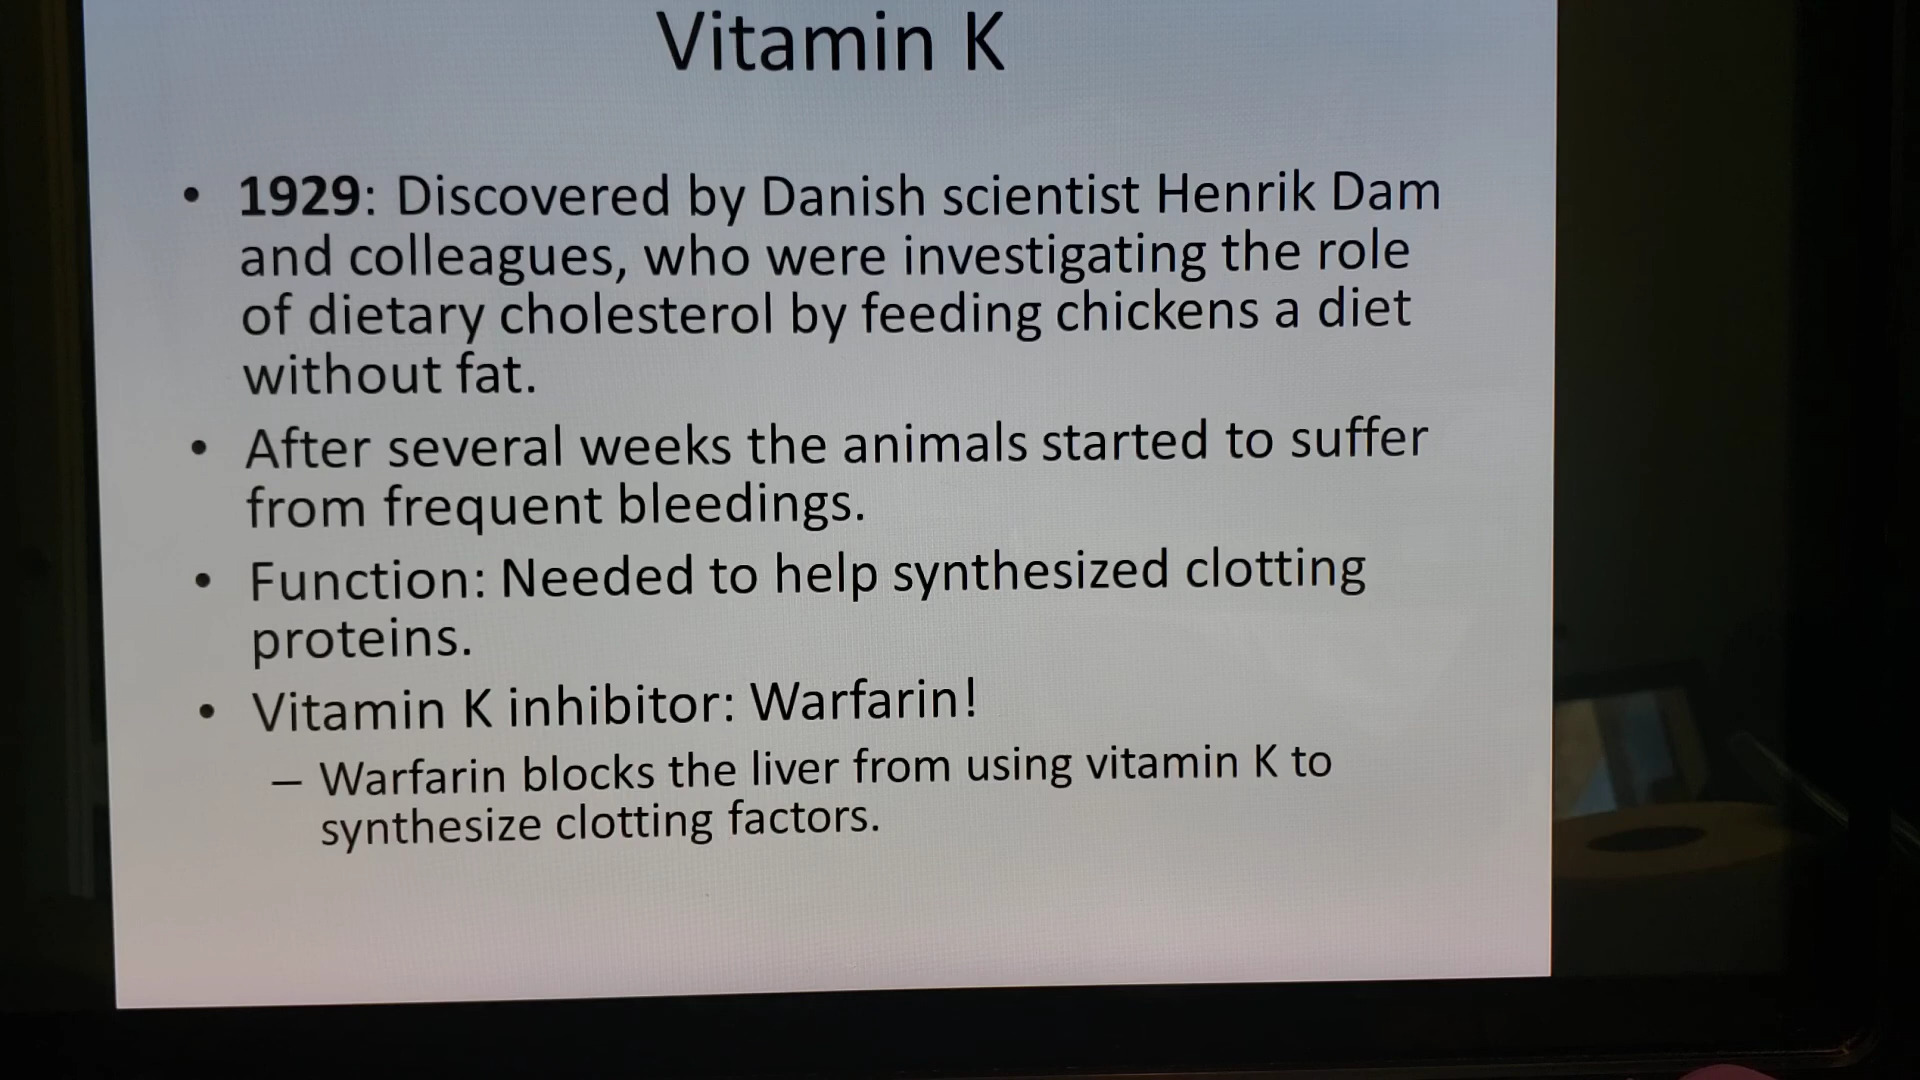 Vitamin K
• 1929: Discovered by Danish scientist Henrik Dam
and colleagues, who were investigating the role
of dietary cholesterol by feeding chickens a diet
without fat.
• After several weeks the animals started to suffer
from frequent bleedings.
• Function: Needed to help synthesized clotting
proteins.
• Vitamin K inhibitor: Warfarin!
– Warfarin blocks the liver from using vitamin K to
synthesize clotting factors.